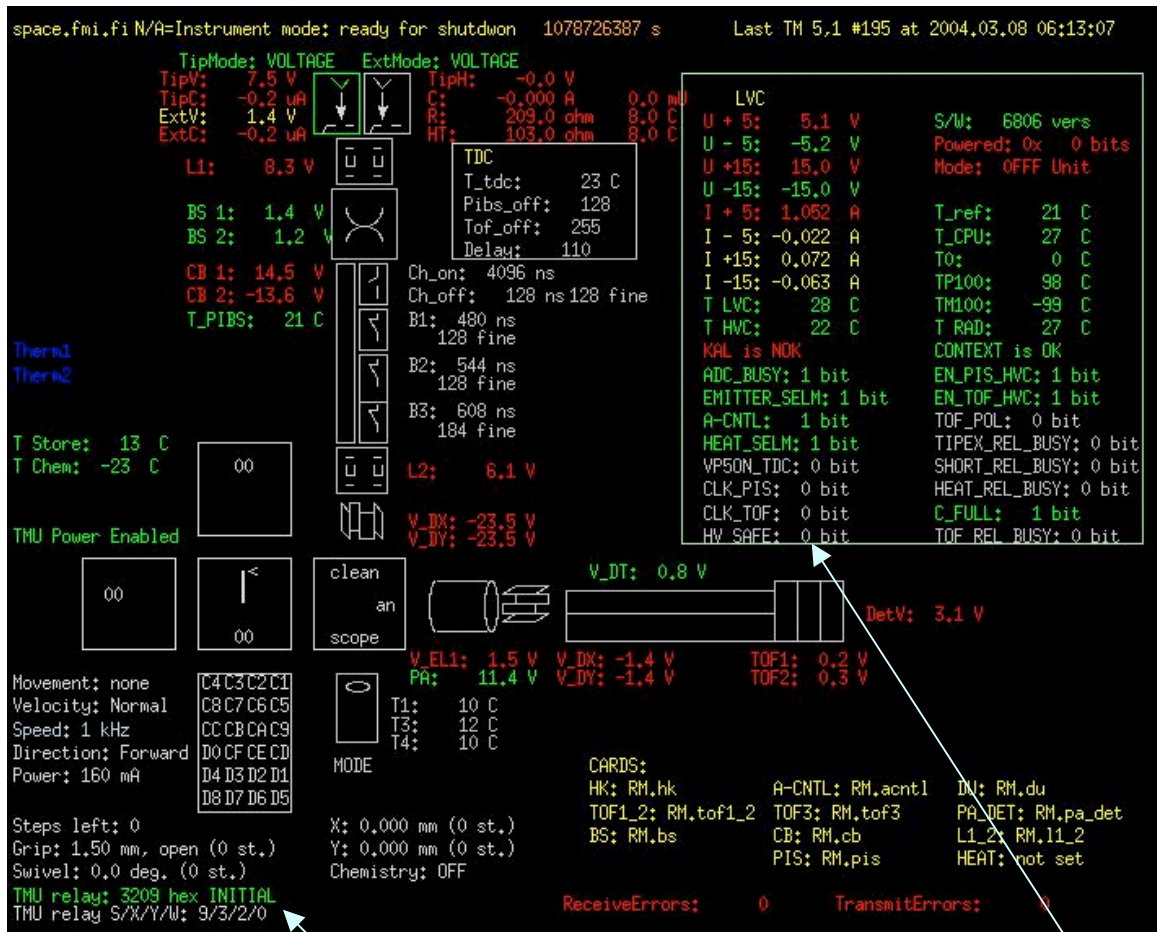 space.fmi.fi N/A=Instrument mode: ready for shutdwon 1078726387 s Last TM 5,1 #195 at 2004.03.08 06:13:07
TipMode: VOLTAGE ExtMode: VOLTAGE
TipV: 7.5 V
TipC: -0.2 uA
ExtV: 1.4 V
ExtC: -0.2 uA
TipH: -0.0 V
C: -0.000 A 0.0 mU
R: 209.0 ohm 8.0 C
HT: 103.0 ohm 8.0 C
L1: 8.3 V
TDC
T_tdc: 23 C
Pibs_off: 128
Tof_off: 255
Delay: 110
BS 1: 1.4 V
BS 2: 1.2 V
CB 1: 14.5 V
CB 2: -13.6 V
T_PIBS: 21 C
Ch_on: 4096 ns
Ch_off: 128 ns 128 fine
B1: 480 ns
128 fine
B2: 544 ns
128 fine
B3: 608 ns
184 fine
Therm1
Therm2
T Store: 13 C
T Chem: -23 C
00
L2: 6.1 V
V_DX: -23.5 V
V_DY: -23.5 V
TMU Power Enabled
LVC
U + 5: 5.1 V
U - 5: -5.2 V
U +15: 15.0 V
U -15: -15.0 V
I + 5: 1.052 A
I - 5: -0.022 A
I +15: 0.072 A
I -15: -0.063 A
T LVC: 28 C
T HVC: 22 C
KAL is NOK
ADC_BUSY: 1 bit
EMITTER_SELM: 1 bit
A-CNTL: 1 bit
HEAT_SELM: 1 bit
VP5ON_TDC: 0 bit
CLK_PIS: 0 bit
CLK_TOF: 0 bit
HV SAFE: 0 bit
S/W: 6806 vers
Powered: 0x 0 bits
Mode: OFFF Unit
T_ref: 21 C
T_CPU: 27 C
T0: 0 C
TP100: 98 C
TM100: -99 C
T RAD: 27 C
CONTEXT is OK
EN_PIS_HVC: 1 bit
EN_TOF_HVC: 1 bit
TOF_POL: 0 bit
TIPEX_REL_BUSY: 0 bit
SHORT_REL_BUSY: 0 bit
HEAT_REL_BUSY: 0 bit
C_FULL: 1 bit
TOF REL BUSY: 0 bit
00
00
clean
an
scope
V_DT: 0.8 V
DetV: 3.1 V
V_EL1: 1.5 V V_DX: -1.4 V TOF1: 0.2 V
PA: 11.4 V V_DY: -1.4 V TOF2: 0.3 V
T1: 10 C
T3: 12 C
T4: 10 C
MODE
Movement: none
Velocity: Normal
Speed: 1 kHz
Direction: Forward
Power: 160 mA
C4 C3 C2 C1
C8 C7 C6 C5
CC CB CA C9
D0 CF CE CD
D4 D3 D2 D1
D8 D7 D6 D5
Steps left: 0
Grip: 1.50 mm, open (0 st.)
Swivel: 0.0 deg. (0 st.)
TMU relay: 3209 hex INITIAL
TMU relay S/X/Y/W: 9/3/2/0
X: 0.000 mm (0 st.)
Y: 0.000 mm (0 st.)
Chemistry: OFF
CARDS:
HK: RM.hk A-CNTL: RM.acntl DU: RM.du
TOF1_2: RM.tof1_2 TOF3: RM.tof3 PA_DET: RM.pa_det
BS: RM.bs CB: RM.cb L1_2: RM.l1_2
PIS: RM.pis HEAT: not set
ReceiveErrors: 0 TransmitErrors: 0